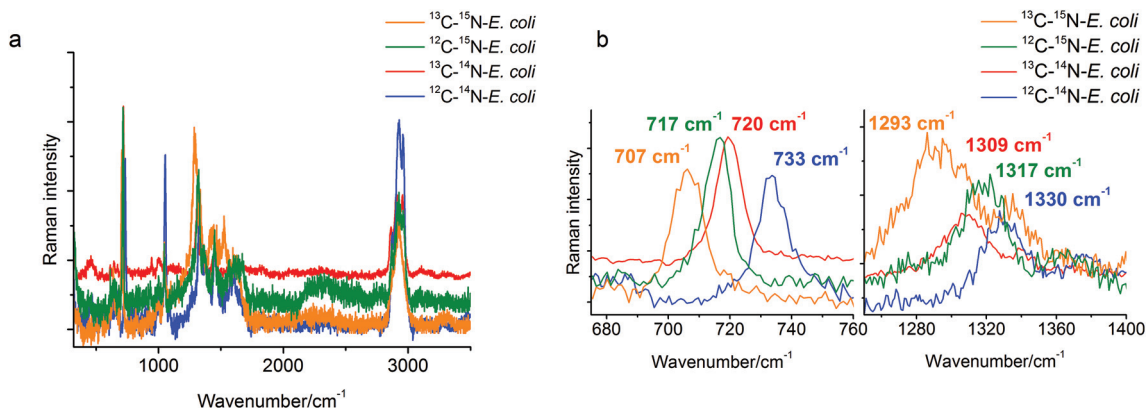 a
¹³C-¹⁵N-E. coli
¹²C-¹⁵N-E. coli
¹³C-¹⁴N-E. coli
¹²C-¹⁴N-E. coli
Raman intensity
1000 2000 3000
Wavenumber/cm⁻¹
b
¹³C-¹⁵N-E. coli
¹²C-¹⁵N-E. coli
¹³C-¹⁴N-E. coli
¹²C-¹⁴N-E. coli
717 cm⁻¹ 720 cm⁻¹
707 cm⁻¹ 733 cm⁻¹
Raman intensity
680 700 720 740 760
Wavenumber/cm⁻¹
1293 cm⁻¹
1309 cm⁻¹
1317 cm⁻¹
1330 cm⁻¹
1280 1320 1360 1400
Wavenumber/cm⁻¹